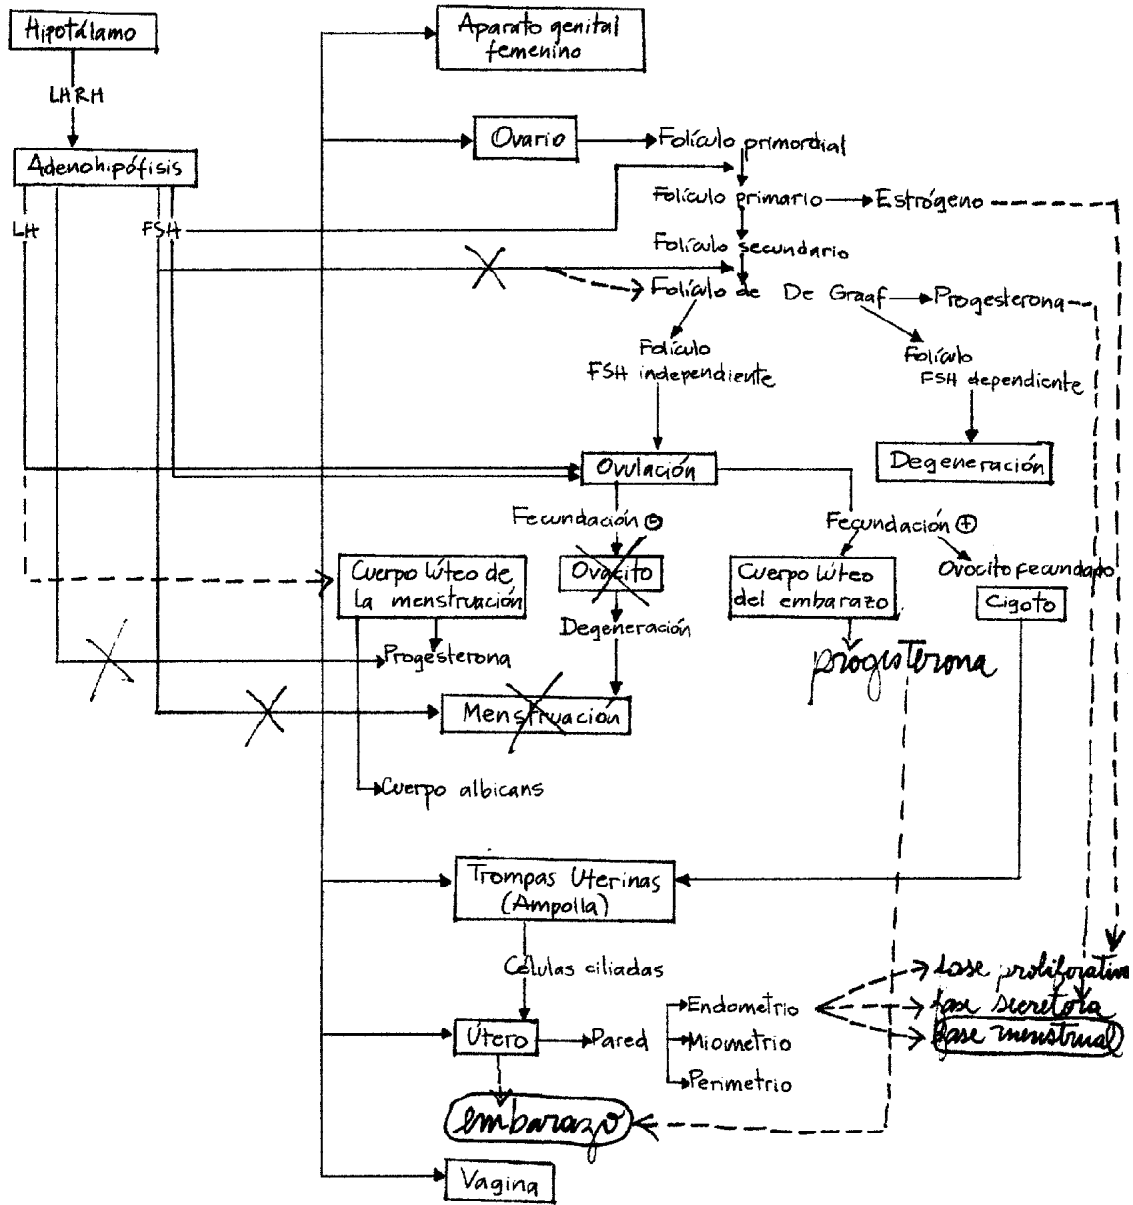 Hipotálamo
LHRH
Adenohipófisis
LH
FSH
Aparato genital
femenino
Ovario
Folículo primordial
Folículo primario
Estrógeno
Folículo secundario
Folículo de De Graaf
Progesterona
Folículo
FSH independiente
Folículo
FSH dependiente
Ovulación
Degeneración
Fecundación ⊖
Fecundación ⊕
Cuerpo lúteo de
la menstruación
Ovocito
Cuerpo lúteo
del embarazo
Ovocito fecundado
Cigoto
Degeneración
Progesterona
progesterona
Menstruación
Cuerpo albicans
Trompas Uterinas
(Ampolla)
Células ciliadas
Útero
Pared
Endometrio
Miometrio
Perimetrio
fase proliforativa
fase secretora
fase menstrual
embarazo
Vagina